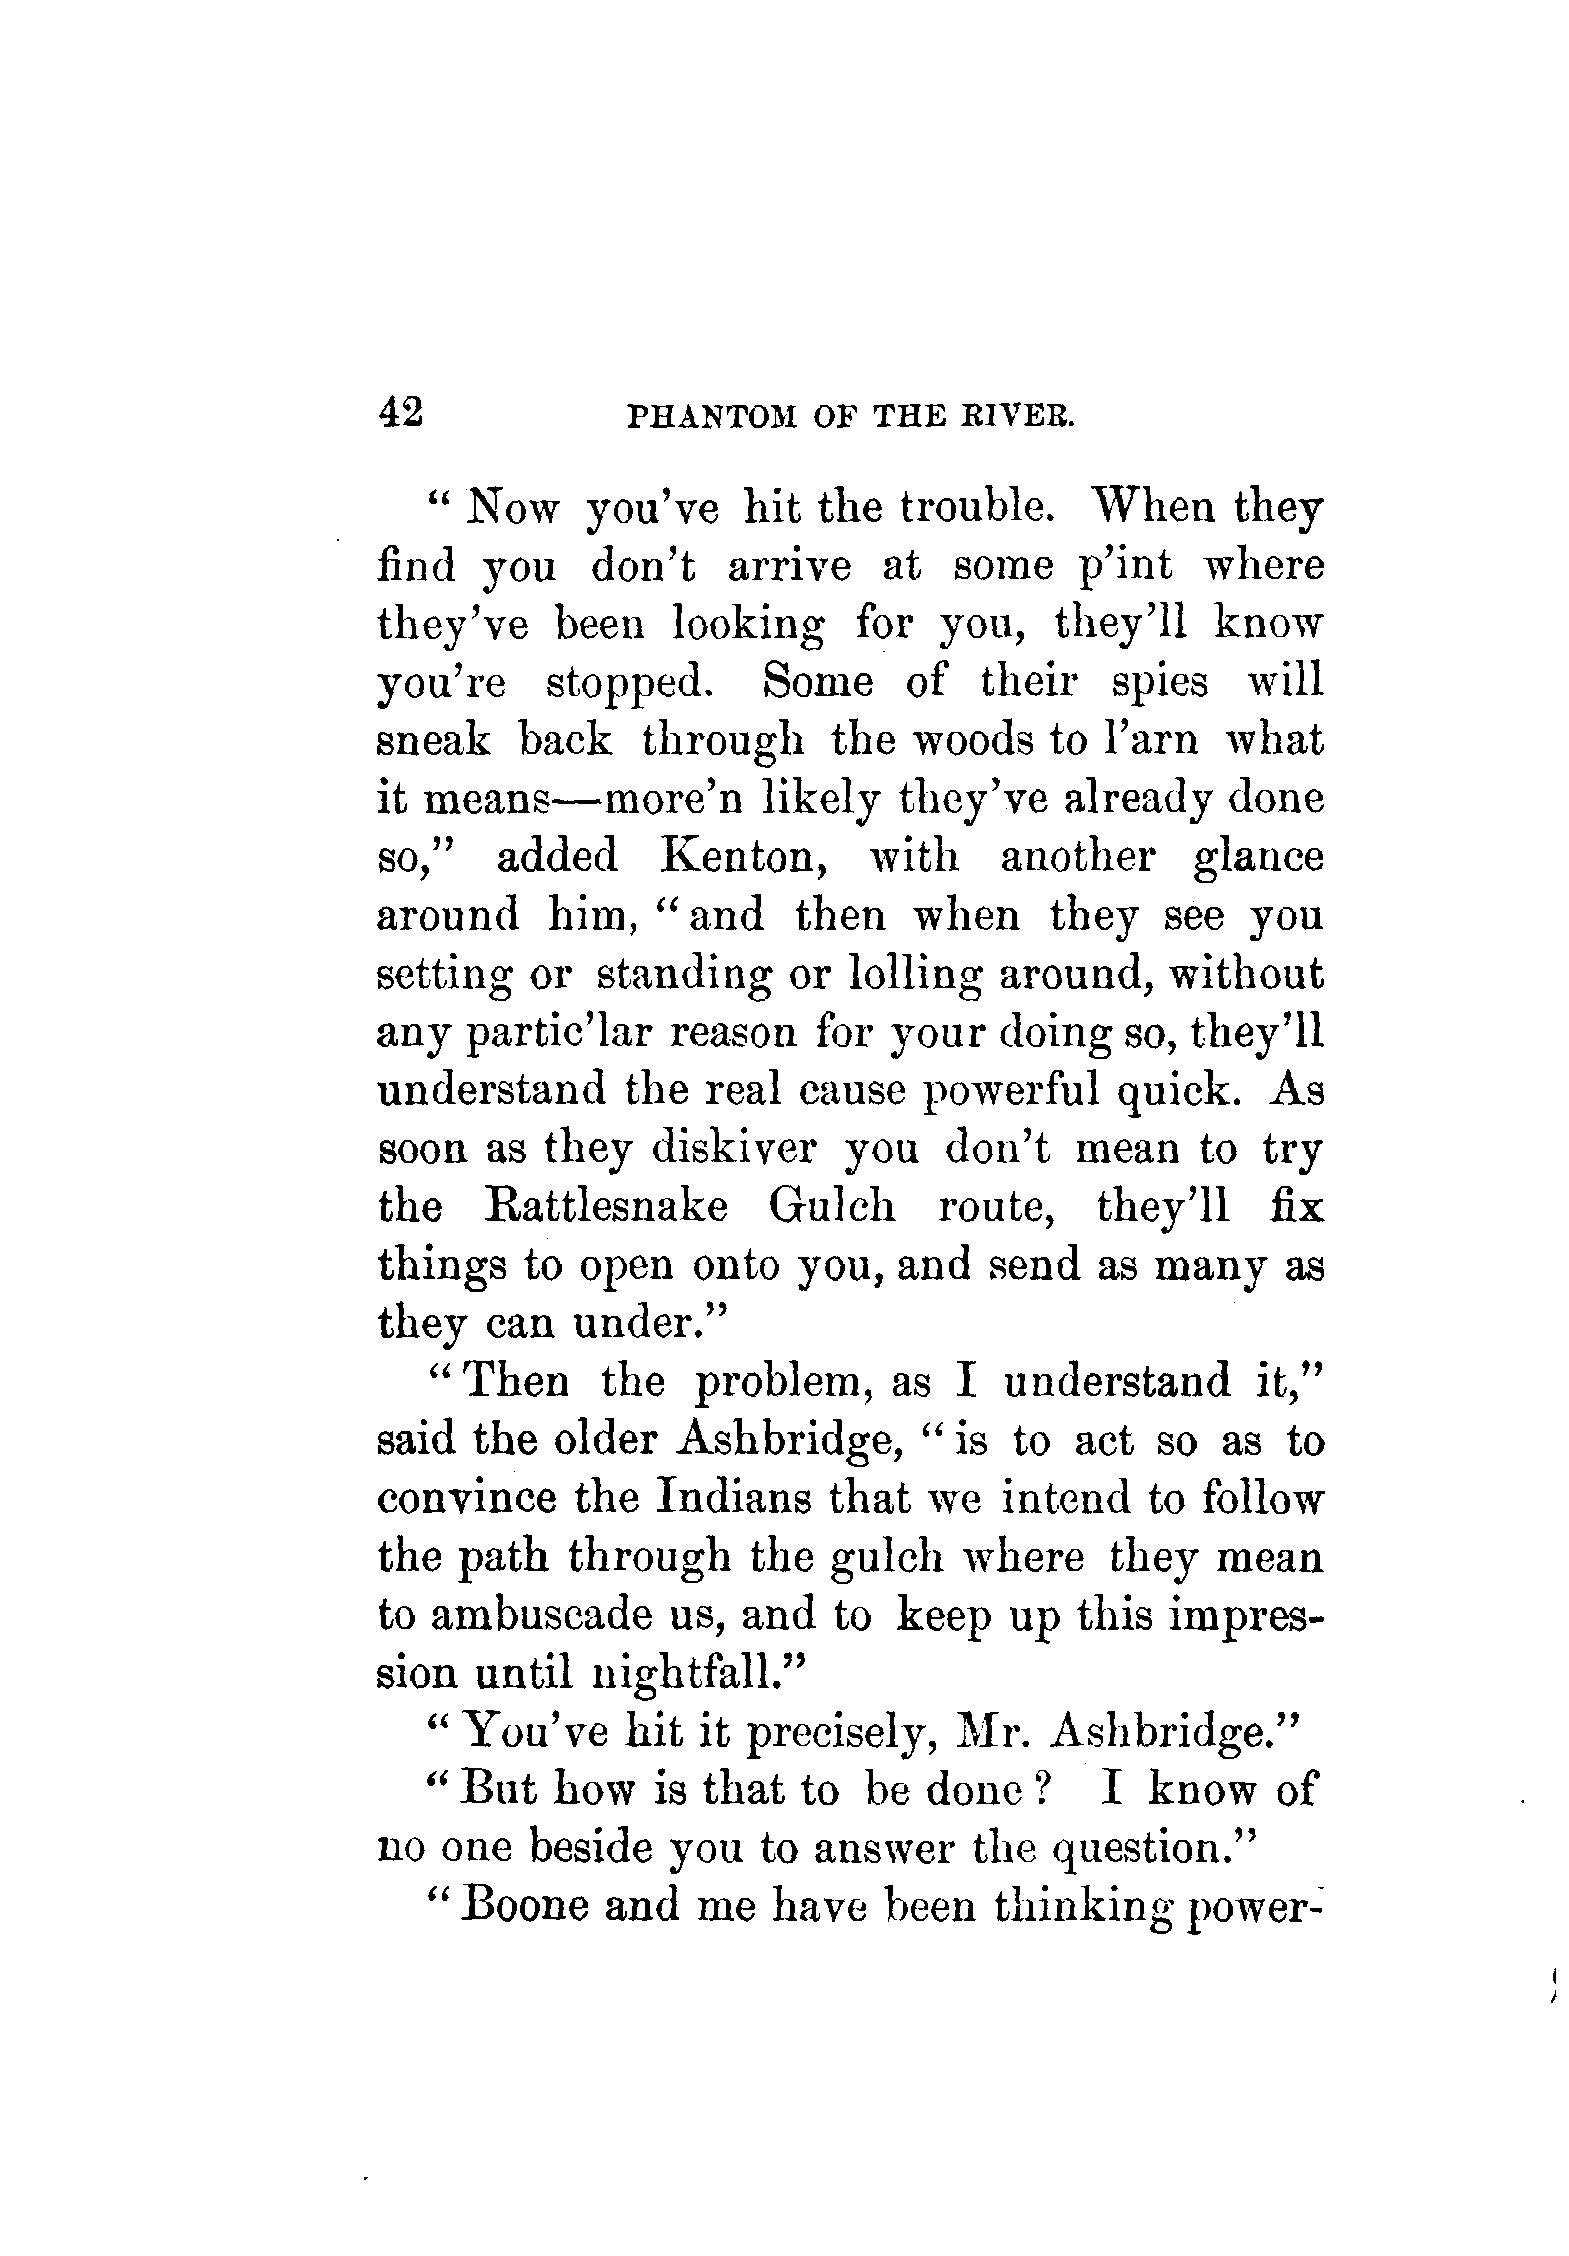 42 PHANTOM OF THE RIVER.
“ Now you’ve hit the trouble. When they
find you don’t arrive at some p’int where
they’ve been looking for you, they’ll know
you’re stopped. Some of their spies will
sneak back through the woods to l’arn what
it means—more’n likely they’ve already done
so,” added Kenton, with another glance
around him, “ and then when they see you
setting or standing or lolling around, without
any partic’lar reason for your doing so, they’ll
understand the real cause powerful quick. As
soon as they diskiver you don’t mean to try
the Rattlesnake Gulch route, they’ll fix
things to open onto you, and send as many as
they can under.”
“ Then the problem, as I understand it,”
said the older Ashbridge, “ is to act so as to
convince the Indians that we intend to follow
the path through the gulch where they mean
to ambuscade us, and to keep up this impres-
sion until nightfall.”
“ You’ve hit it precisely, Mr. Ashbridge.”
“ But how is that to be done ? I know of
no one beside you to answer the question.”
“ Boone and me have been thinking power-